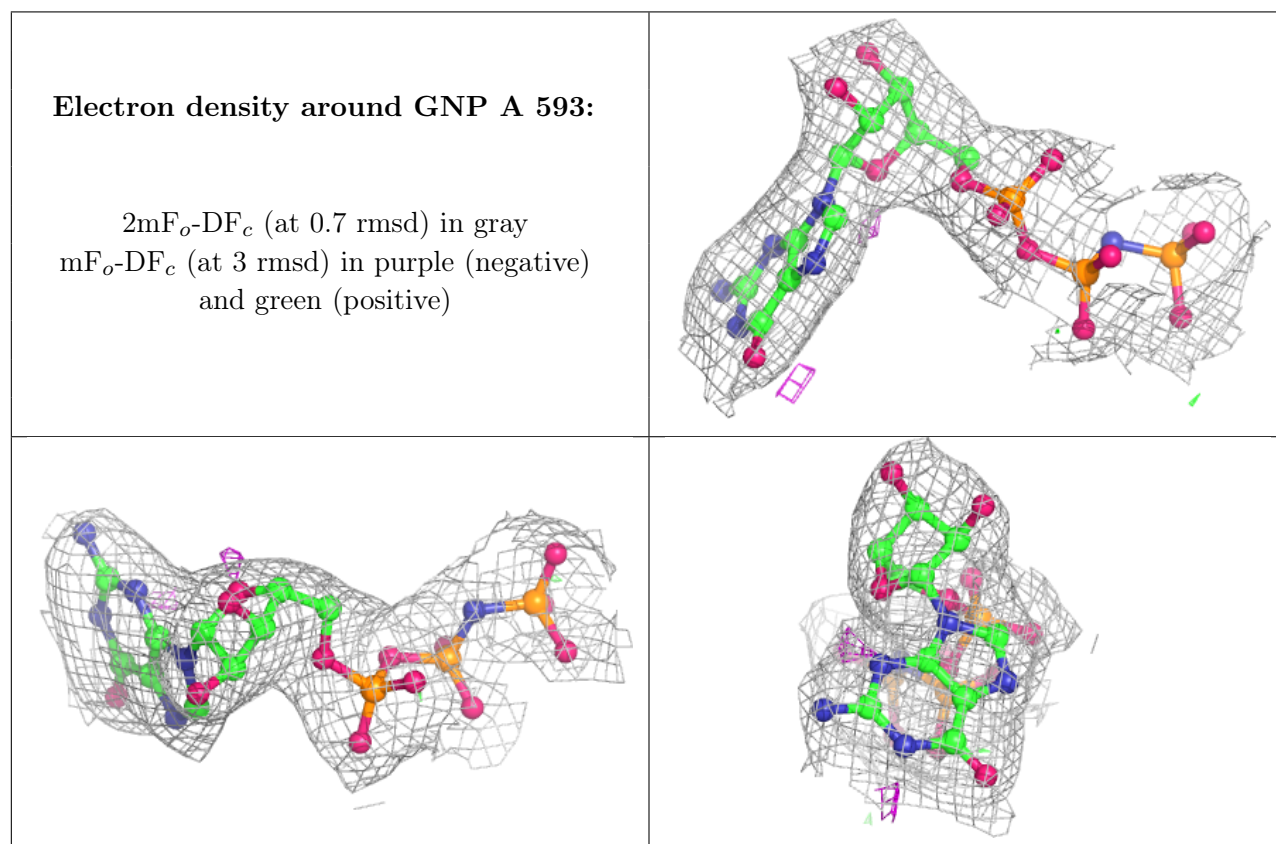 Electron density around GNP A 593:
2mFo-DFc (at 0.7 rmsd) in gray
mFo-DFc (at 3 rmsd) in purple (negative)
and green (positive)